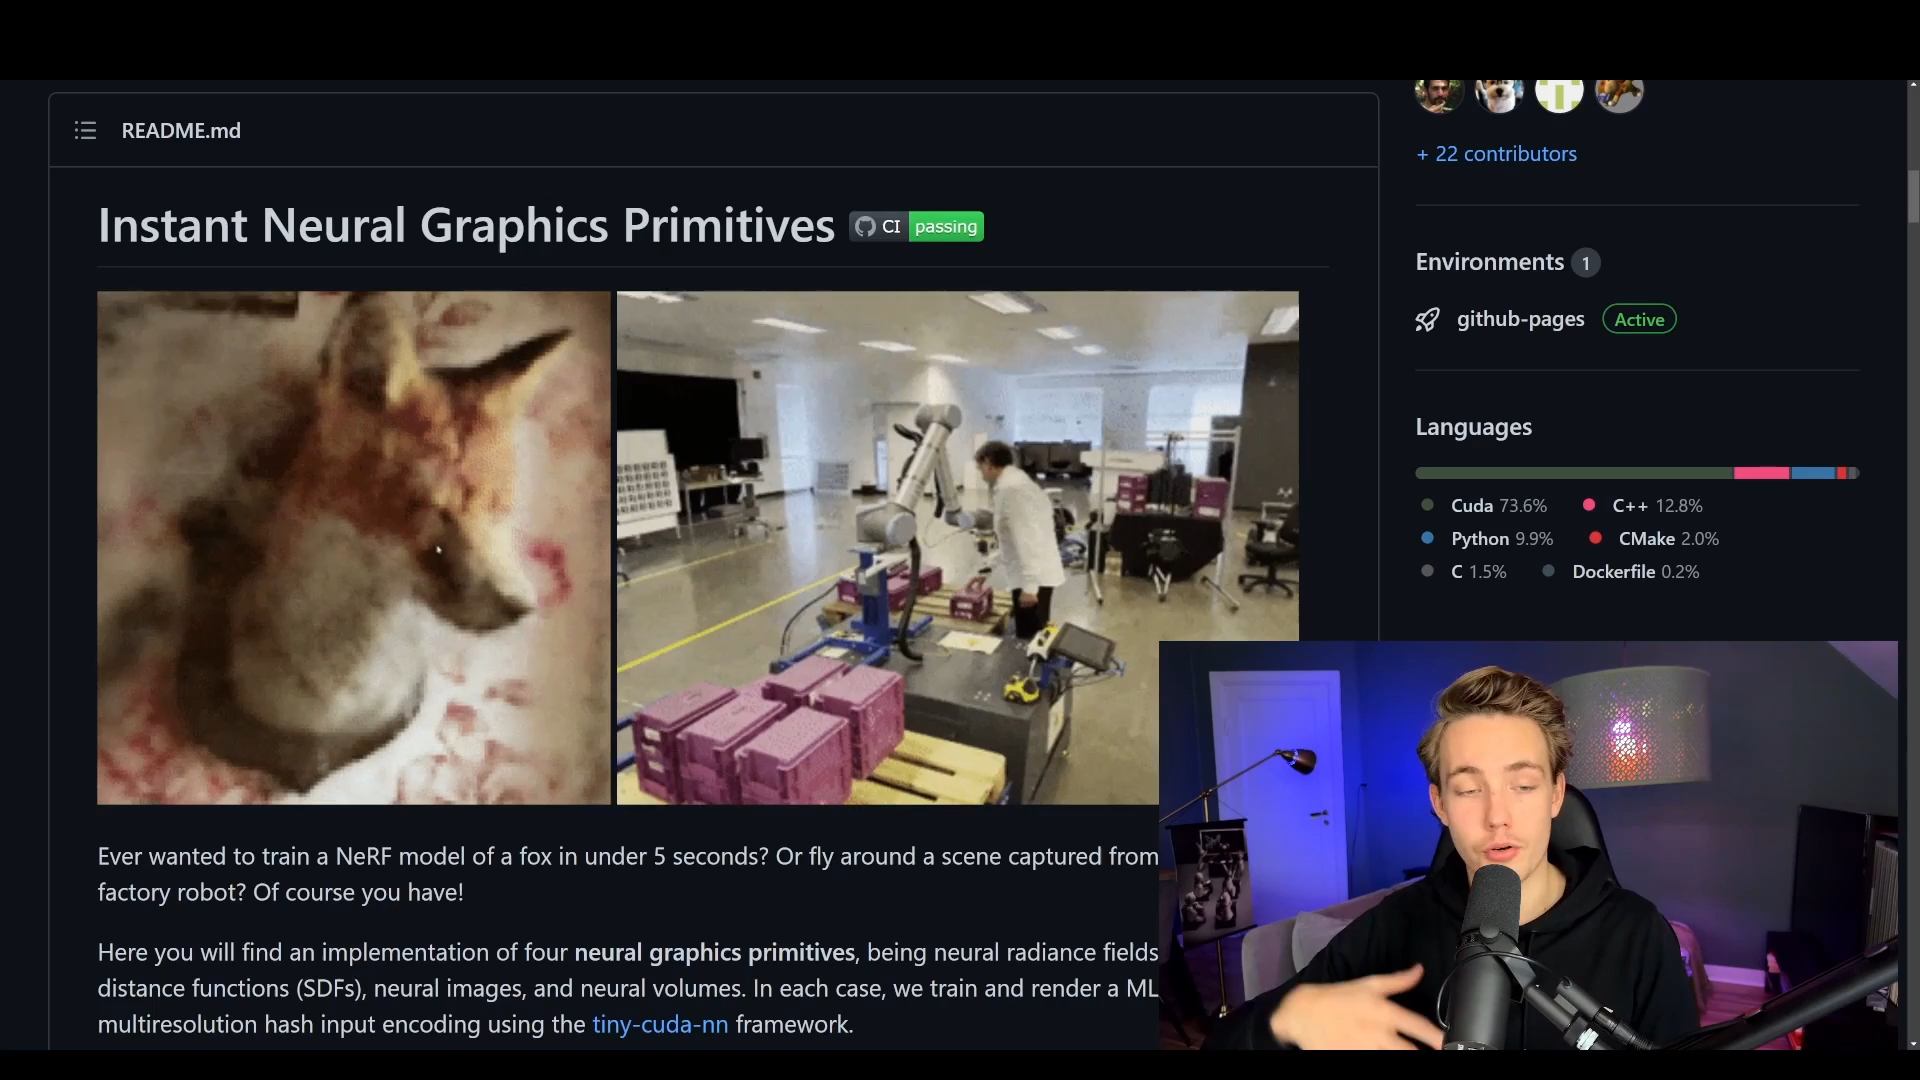 README.md
Instant Neural Graphics Primitives CI passing
Ever wanted to train a NeRF model of a fox in under 5 seconds? Or fly around a scene captured from
factory robot? Of course you have!
Here you will find an implementation of four neural graphics primitives, being neural radiance fields
distance functions (SDFs), neural images, and neural volumes. In each case, we train and render a ML
multiresolution hash input encoding using the tiny-cuda-nn framework.
+ 22 contributors
Environments 1
github-pages Active
Languages
Cuda 73.6% C++ 12.8%
Python 9.9% CMake 2.0%
C 1.5% Dockerfile 0.2%